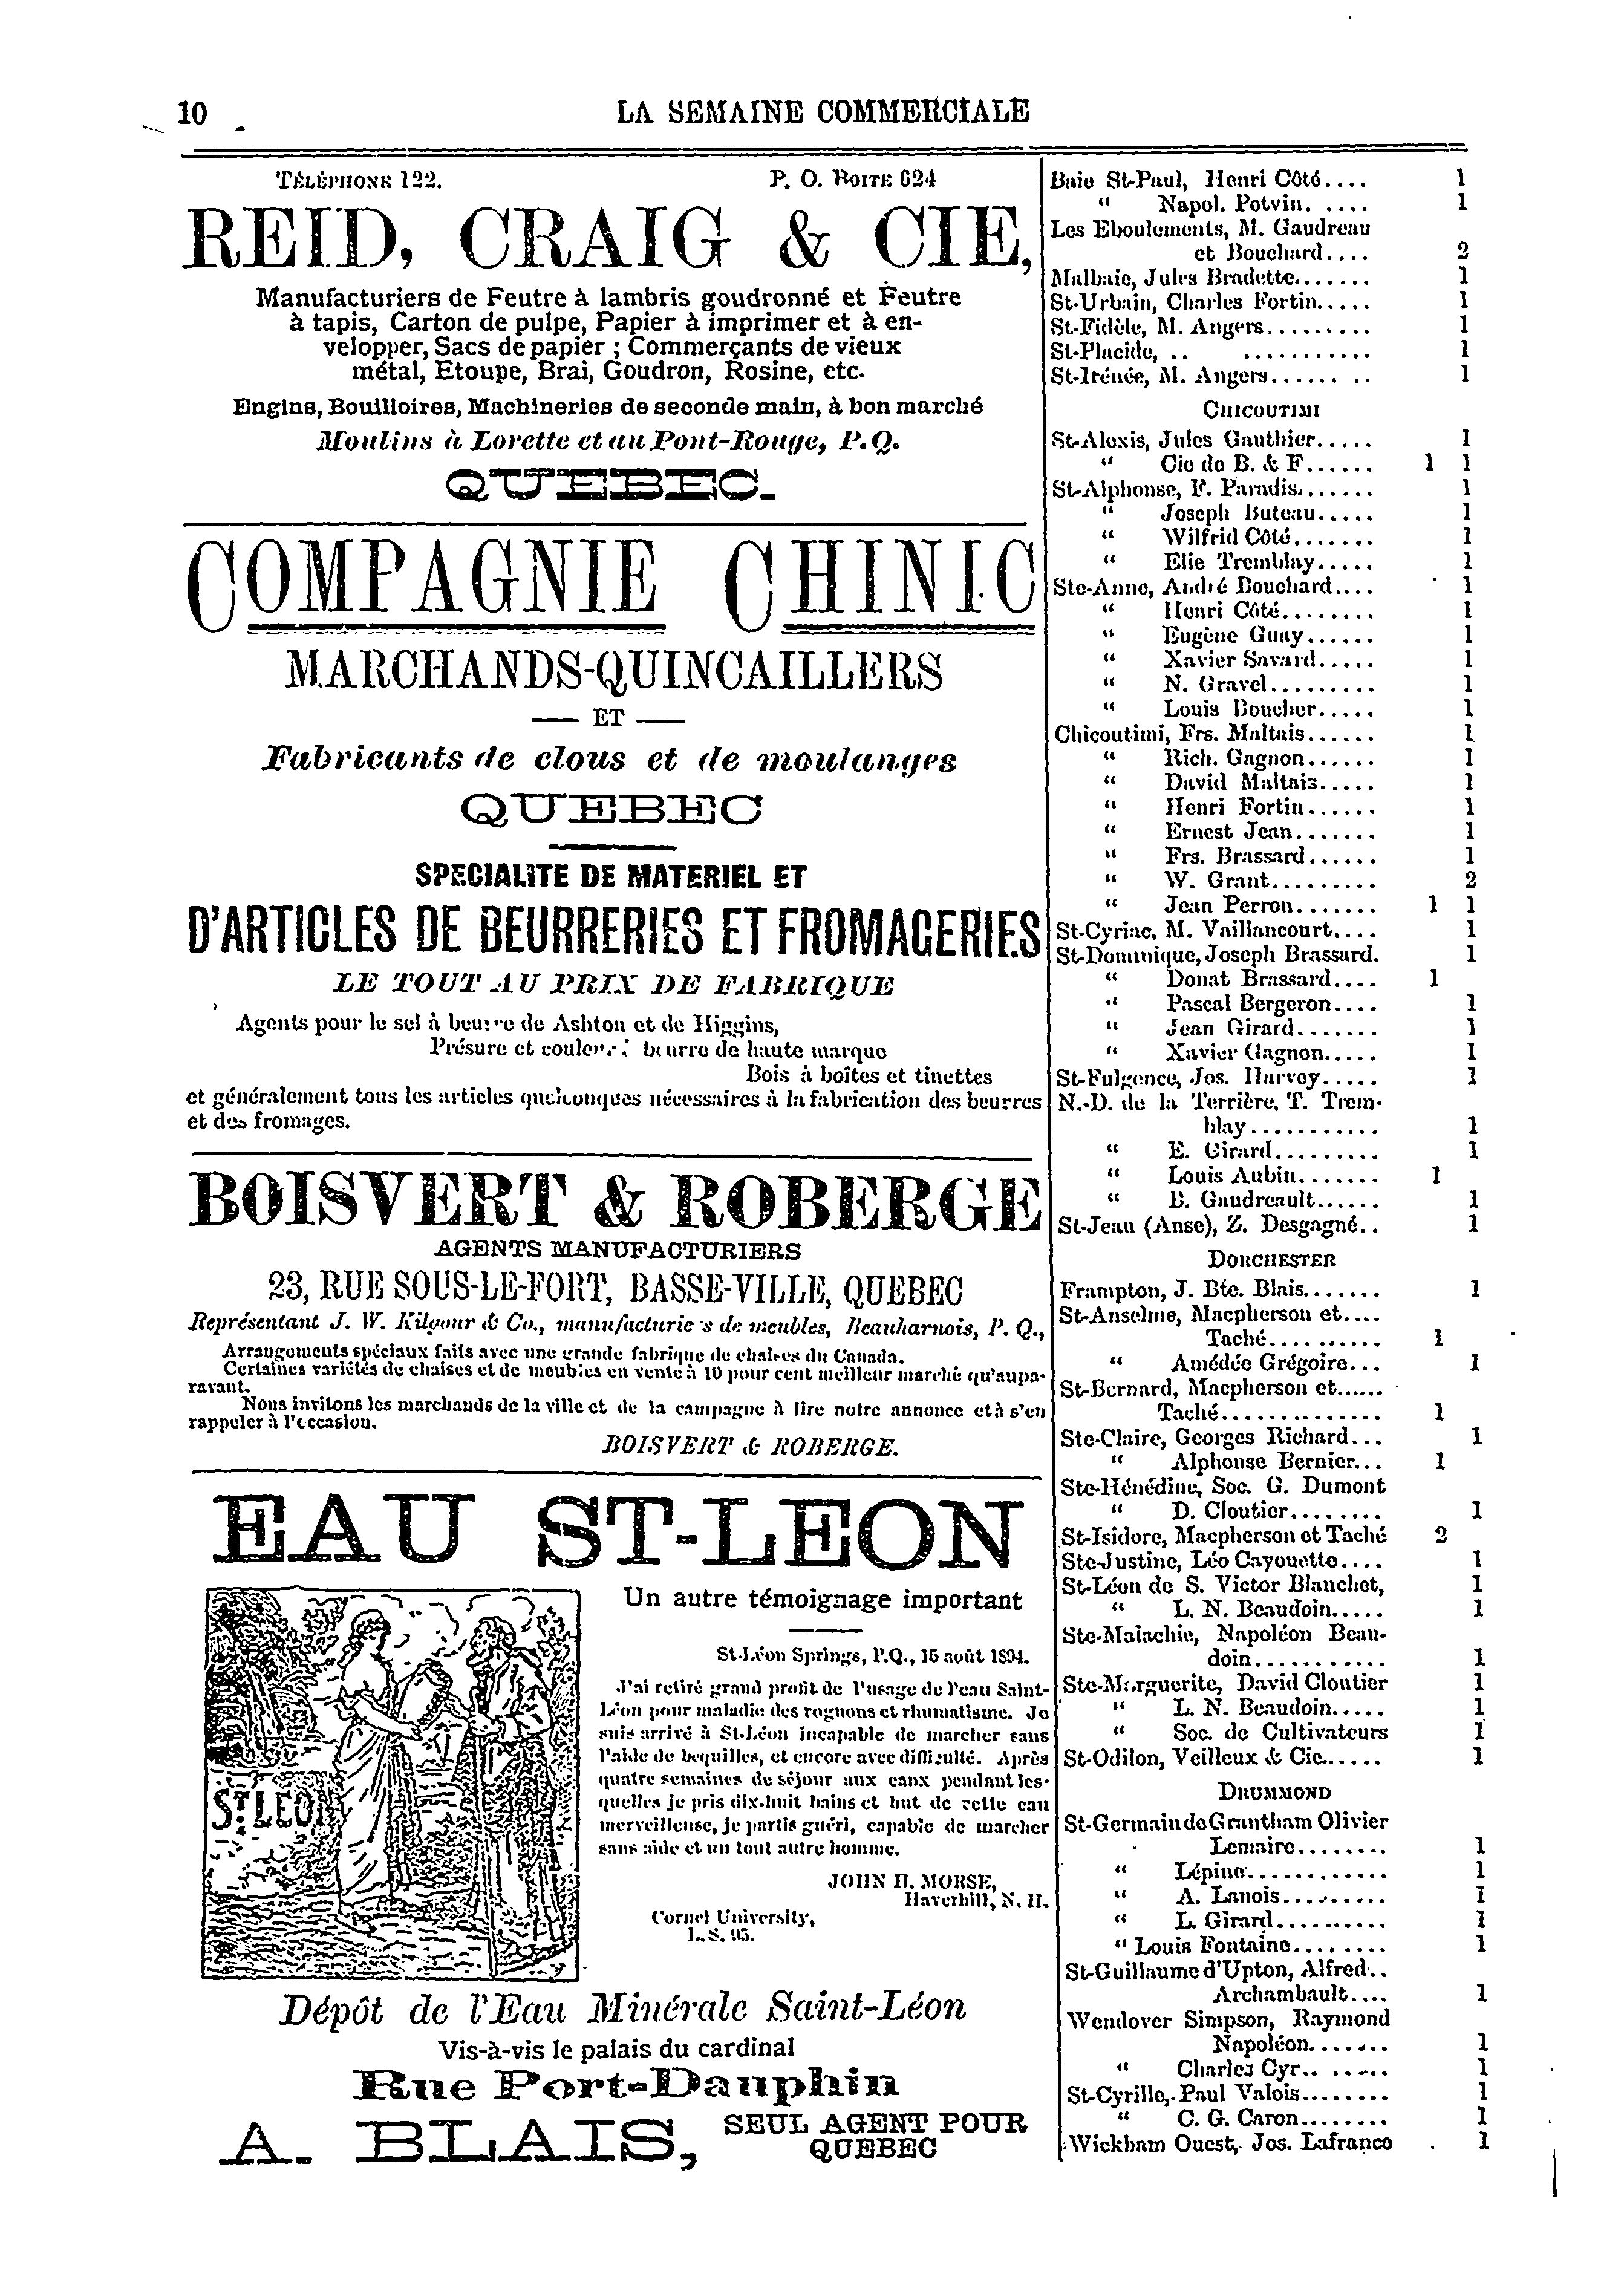 10
LA SEMAINE COMMERCIALE
TÉLÉPHONE 122.
P. O. BOITE 624
REID, CRAIG & CIE,
Manufacturiers de Feutre à lambris goudronné et Feutre
à tapis, Carton de pulpe, Papier à imprimer et à en-
velopper, Sacs de papier ; Commerçants de vieux
métal, Etoupe, Brai, Goudron, Rosine, etc.
Engins, Bouilloires, Machineries de seconde main, à bon marché
Moulins à Lorette et au Pont-Rouge, P.Q.
QUEBEC.
COMPAGNIE CHINIC
MARCHANDS-QUINCAILLERS
— ET —
Fabricants de clous et de moulanges
QUEBEC
SPECIALITE DE MATERIEL ET
D'ARTICLES DE BEURRERIES ET FROMAGERIES
LE TOUT AU PRIX DE FABRIQUE
Agents pour le sel à beurre de Ashton et de Higgins,
Présure et couleur beurre de haute marque
Bois à boîtes et tinettes
et généralement tous les articles quelconques nécessaires à la fabrication des beurres
et des fromages.
BOISVERT & ROBERGE
AGENTS MANUFACTURIERS
23, RUE SOUS-LE-FORT, BASSE-VILLE, QUEBEC
Représentant J. W. Kilgour & Co., manufacturiers de meubles, Beauharnois, P. Q.,
Arrangements spéciaux faits avec une grande fabrique de chaises du Canada.
Certaines variétés de chaises et de meubles en vente à 10 pour cent meilleur marché qu'aupa-
ravant.
Nous invitons les marchands de la ville et de la campagne à lire notre annonce et à s'en
rappeler à l'occasion.
BOISVERT & ROBERGE.
EAU ST-LEON
ST. LEON
Un autre témoignage important
St-Léon Springs, P.Q., 15 août 1894.
J'ai retiré grand profit de l'usage de l'eau Saint-
Léon pour maladie des rognons et rhumatisme. Je
suis arrivé à St-Léon incapable de marcher sans
l'aide de bequilles, et encore avec difficulté. Après
quatre semaines de séjour aux eaux pendant les-
quelles je pris dix-huit bains et but de cette eau
merveilleuse, je partis guéri, capable de marcher
sans aide et un tout autre homme.
JOHN H. MORSE,
Haverhill, N. H.
Cornel University,
L. S. '95.
Dépôt de l'Eau Minérale Saint-Léon
Vis-à-vis le palais du cardinal
Rue Port-Dauphin
A. BLAIS,
SEUL AGENT POUR
QUEBEC
Baie St-Paul, Henri Côté.... 1
“ Napol. Potvin. .... 1
Les Eboulements, M. Gaudreau
et Bouchard.... 2
Malbaie, Jules Bradette....... 1
St-Urbain, Charles Fortin..... 1
St-Fidèle, M. Angers......... 1
St-Placide, .. ........... 1
St-Irénée, M. Angers...... .. 1
CHICOUTIMI
St-Alexis, Jules Gauthier..... 1
“ Cie de B. & F...... 1 1
St-Alphonse, F. Paradis....... 1
“ Joseph Buteau..... 1
“ Wilfrid Côté....... 1
“ Elie Tremblay..... 1
Ste-Anne, André Bouchard.... 1
“ Henri Côté........ 1
“ Eugène Guay...... 1
“ Xavier Savard..... 1
“ N. Gravel......... 1
“ Louis Boucher..... 1
Chicoutimi, Frs. Maltais...... 1
“ Rich. Gagnon...... 1
“ David Maltais..... 1
“ Henri Fortin...... 1
“ Ernest Jean....... 1
“ Frs. Brassard...... 1
“ W. Grant......... 2
“ Jean Perron....... 1 1
St-Cyriac, M. Vaillancourt.... 1
St-Dominique, Joseph Brassard. 1
“ Donat Brassard.... 1
“ Pascal Bergeron.... 1
“ Jean Girard....... 1
“ Xavier Gagnon..... 1
St-Fulgence, Jos. Harvey..... 1
N.-D. de la Terrière, T. Trem-
blay........... 1
“ E. Girard......... 1
“ Louis Aubin....... 1
“ B. Gaudreault...... 1
St-Jean (Anse), Z. Desgagné.. 1
DORCHESTER
Frampton, J. Bte. Blais....... 1
St-Anselme, Macpherson et....
Taché.......... 1
“ Amédée Grégoire... 1
St-Bernard, Macpherson et......
Taché.............. 1
Ste-Claire, Georges Richard... 1
“ Alphonse Bernier... 1
Ste-Hénédine, Soc. G. Dumont
“ D. Cloutier........ 1
St-Isidore, Macpherson et Taché 2
Ste-Justine, Léo Cayouette.... 1
St-Léon de S. Victor Blanchet, 1
“ L. N. Beaudoin..... 1
Ste-Malachie, Napoléon Beau-
doin........... 1
Ste-Marguerite, David Cloutier 1
“ L. N. Beaudoin..... 1
“ Soc. de Cultivateurs 1
St-Odilon, Veilleux & Cie..... 1
DRUMMOND
St-Germain de Grantham Olivier
Lemaire........ 1
“ Lépine............ 1
“ A. Lanois......... 1
“ L. Girard.......... 1
“ Louis Fontaine........ 1
St-Guillaume d'Upton, Alfred..
Archambault.... 1
Wendover Simpson, Raymond
Napoléon....... 1
“ Charles Cyr.. ..... 1
St-Cyrille, Paul Valois........ 1
“ C. G. Caron........ 1
Wickham Ouest, Jos. Lafrance 1